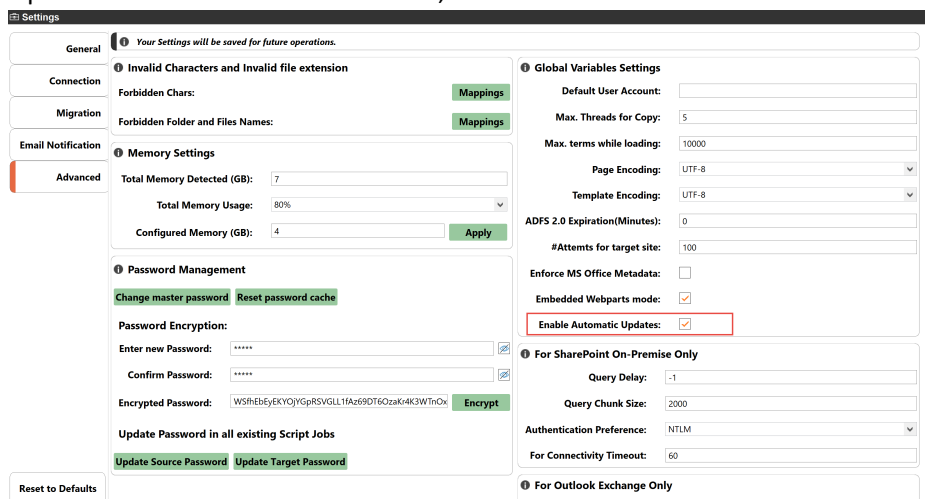 Settings
General
Connection
Migration
Email Notification
Advanced
Reset to Defaults
Your Settings will be saved for future operations.
Invalid Characters and Invalid file extension
Forbidden Chars: Mappings
Forbidden Folder and Files Names: Mappings
Memory Settings
Total Memory Detected (GB): 7
Total Memory Usage: 80%
Configured Memory (GB): 4 Apply
Password Management
Change master password Reset password cache
Password Encryption:
Enter new Password: *****
Confirm Password: *****
Encrypted Password: WSfhEbEyEKYOjYGpRSVGLL1fAz69DT6OzaKr4K3WTnOx Encrypt
Update Password in all existing Script Jobs
Update Source Password Update Target Password
Global Variables Settings
Default User Account:
Max. Threads for Copy: 5
Max. terms while loading: 10000
Page Encoding: UTF-8
Template Encoding: UTF-8
ADFS 2.0 Expiration(Minutes): 0
#Attemts for target site: 100
Enforce MS Office Metadata:
Embedded Webparts mode:
Enable Automatic Updates:
For SharePoint On-Premise Only
Query Delay: -1
Query Chunk Size: 2000
Authentication Preference: NTLM
For Connectivity Timeout: 60
For Outlook Exchange Only